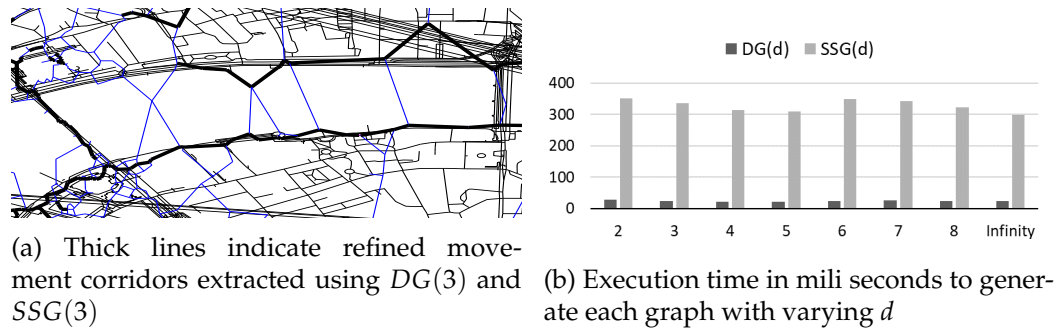 DG(d) SSG(d)
400
300
200
100
0
2 3 4 5 6 7 8 Infinity
(a) Thick lines indicate refined move-
ment corridors extracted using DG(3) and
SSG(3)
(b) Execution time in mili seconds to gener-
ate each graph with varying d